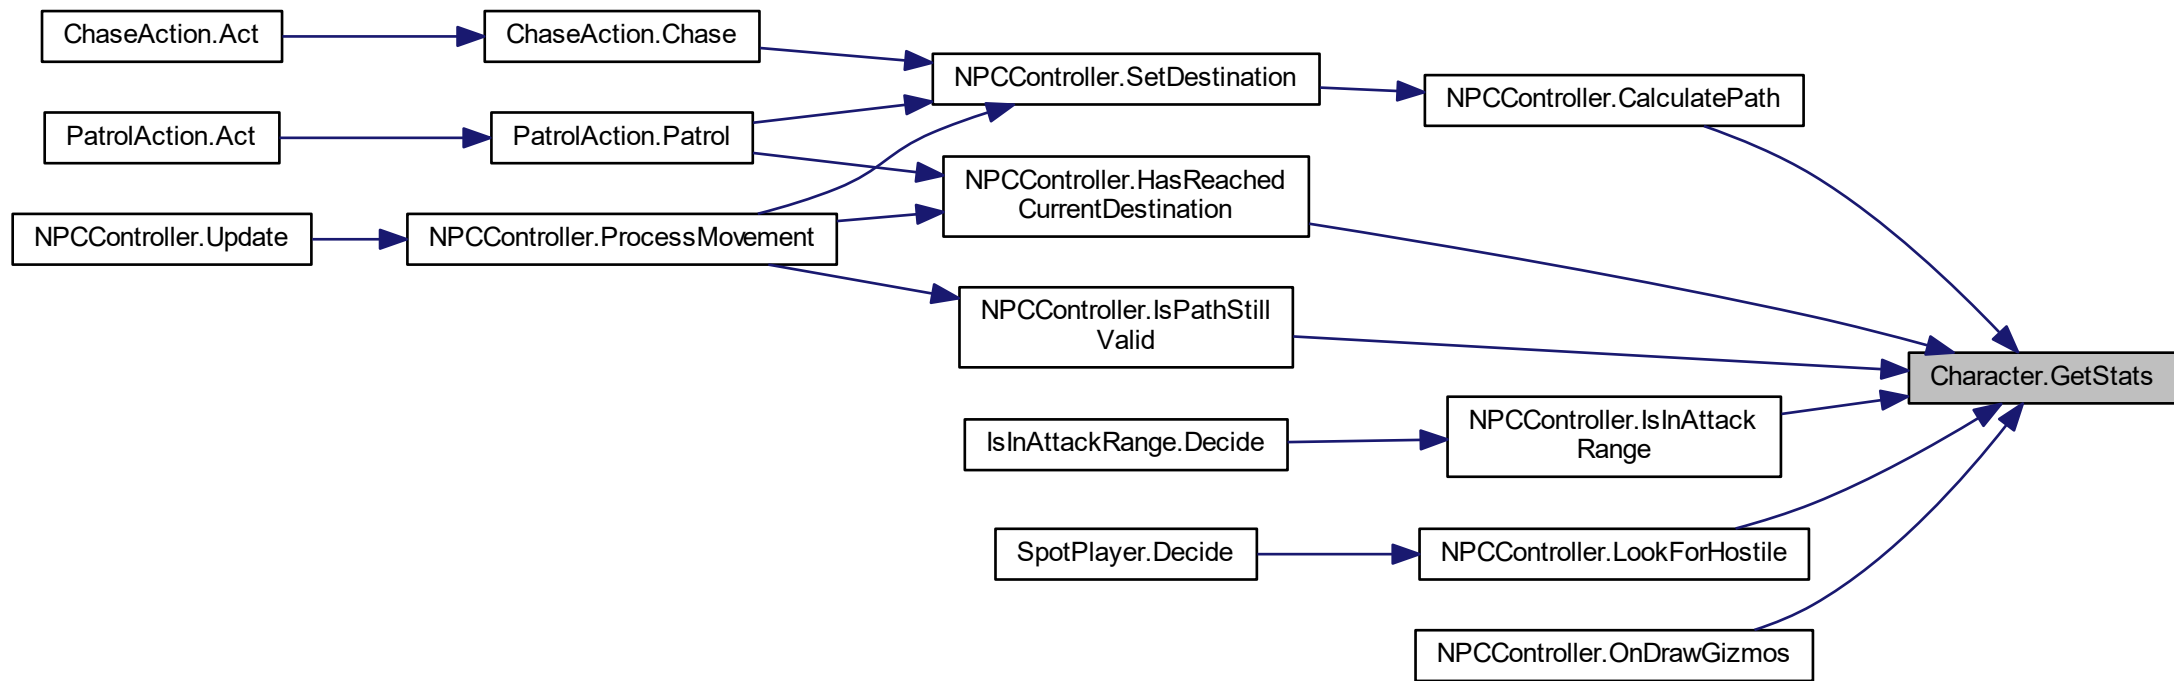 ChaseAction.Act
ChaseAction.Chase
NPCController.SetDestination
NPCController.CalculatePath
PatrolAction.Act
PatrolAction.Patrol
NPCController.HasReached
CurrentDestination
NPCController.Update
NPCController.ProcessMovement
NPCController.IsPathStill
Valid
Character.GetStats
IsInAttackRange.Decide
NPCController.IsInAttack
Range
SpotPlayer.Decide
NPCController.LookForHostile
NPCController.OnDrawGizmos